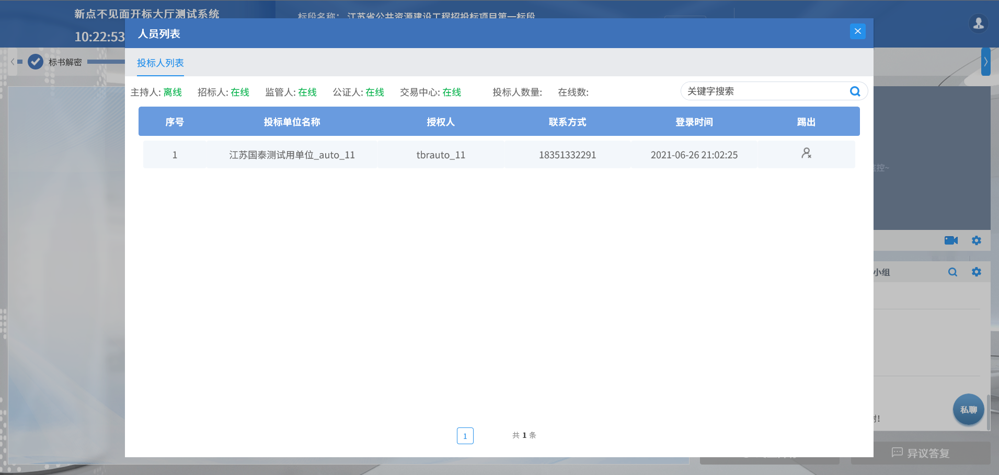 新点不见面开标大厅测试系统
标段名称： 江苏省公共资源建设工程招投标项目第一标段
10:22:53
人员列表
标书解密
投标人列表
主持人: 离线 招标人: 在线 监管人: 在线 公证人: 在线 交易中心: 在线 投标人数量: 在线数: 关键字搜索
序号 投标单位名称 授权人 联系方式 登录时间 踢出
1 江苏国泰测试用单位_auto_11 tbrauto_11 18351332291 2021-06-26 21:02:25
监控~
小组
私聊
!
1 共 1 条
异议答复